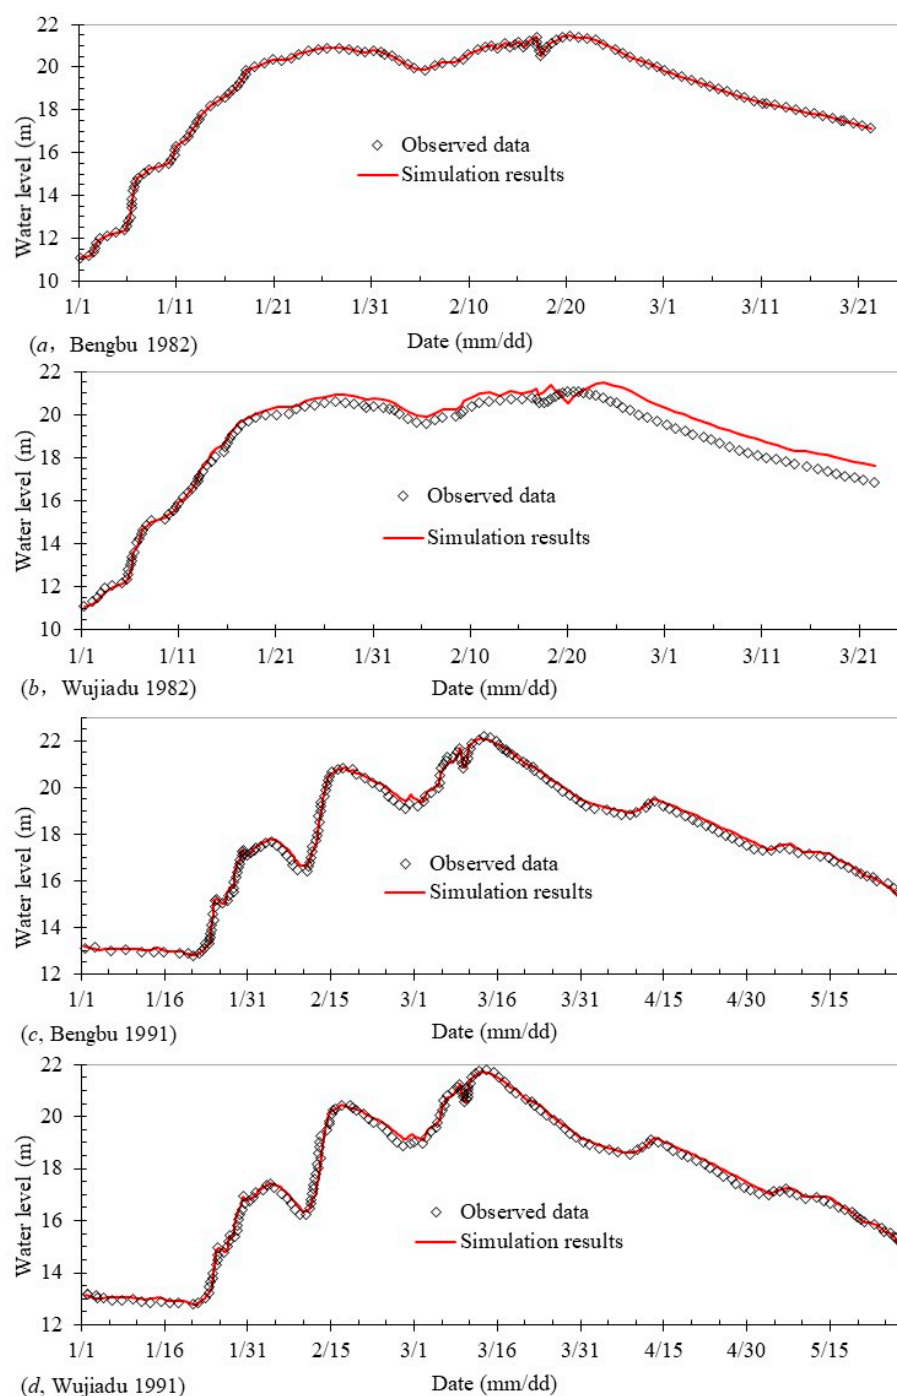 22
20
18
16
14
12
10
Water level (m)
Observed data
Simulation results
1/1 1/11 1/21 1/31 2/10 2/20 3/1 3/11 3/21
Date (mm/dd)
(a, Bengbu 1982)
22
20
18
16
14
12
10
Water level (m)
Observed data
Simulation results
1/1 1/11 1/21 1/31 2/10 2/20 3/1 3/11 3/21
Date (mm/dd)
(b, Wujiadu 1982)
22
20
18
16
14
12
Water level (m)
Observed data
Simulation results
1/1 1/16 1/31 2/15 3/1 3/16 3/31 4/15 4/30 5/15
Date (mm/dd)
(c, Bengbu 1991)
22
20
18
16
14
12
Water level (m)
Observed data
Simulation results
1/1 1/16 1/31 2/15 3/1 3/16 3/31 4/15 4/30 5/15
Date (mm/dd)
(d, Wujiadu 1991)